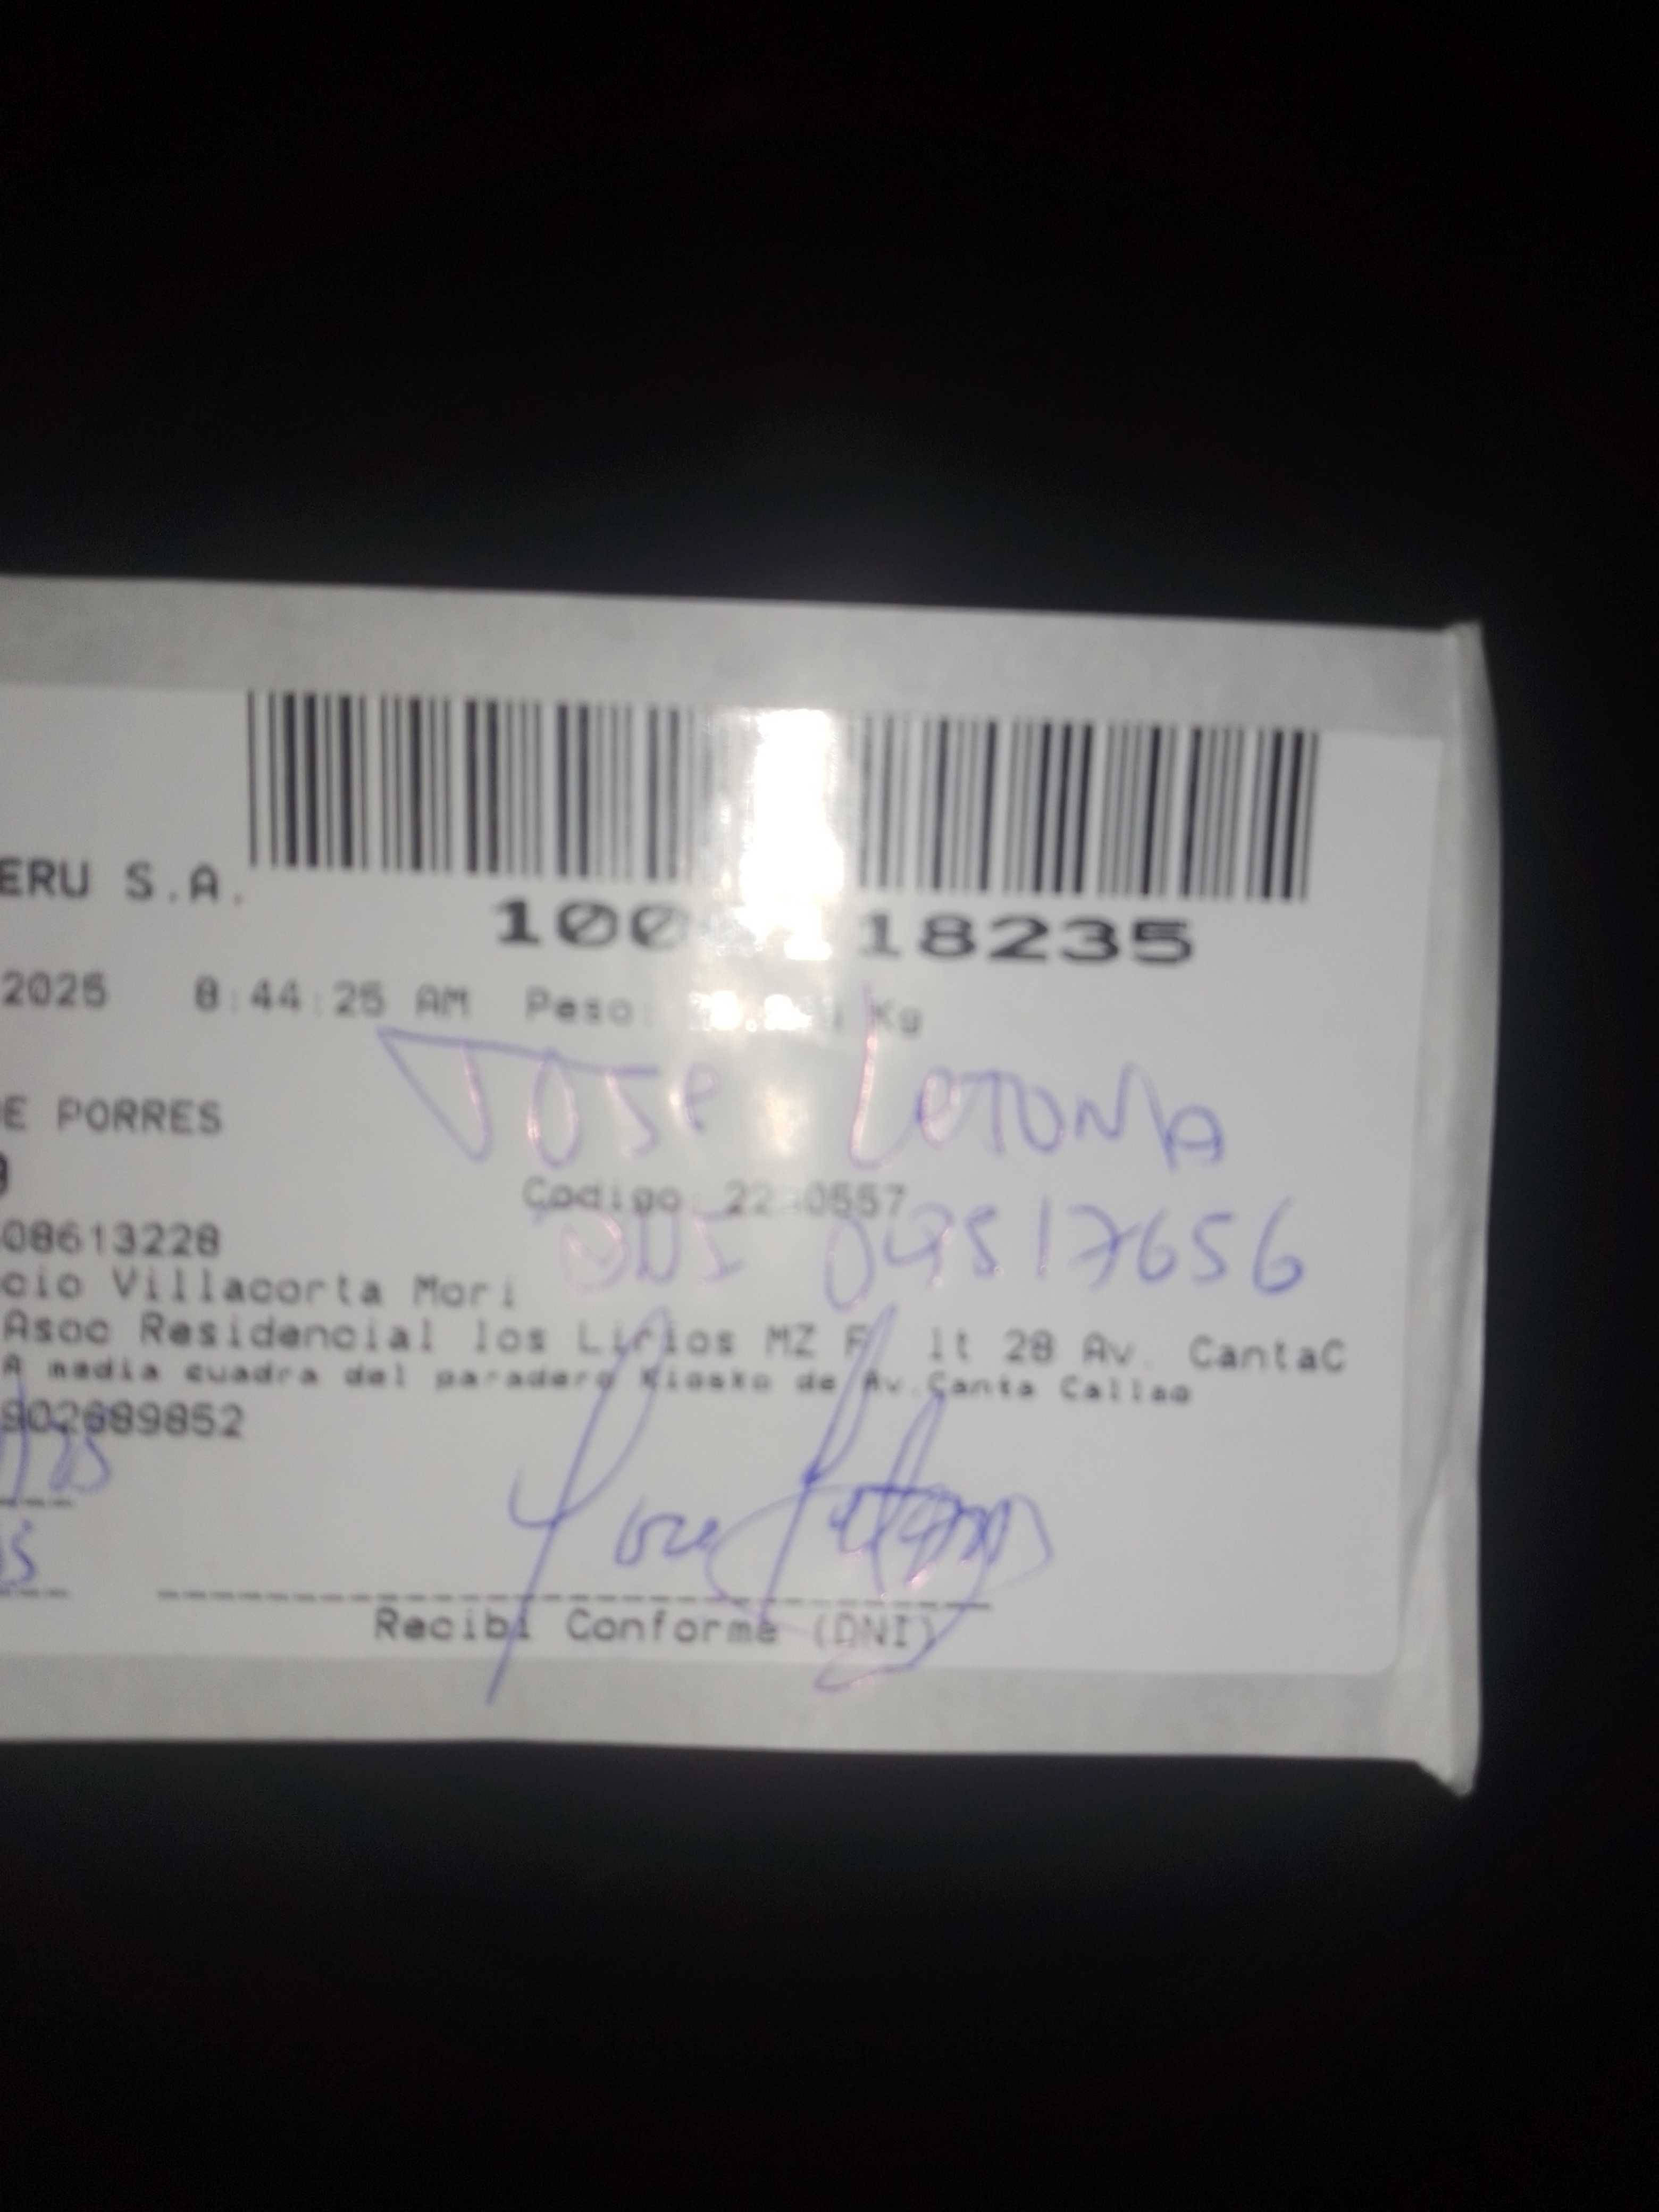 ERU S.A.
18235
2025 8:44:25 AM Peso: Kg
JOSE LETONA
E PORRES
Codigo
08613228
DNI 09517656
cio Villacorta Mori
Asoc Residencial los Lirios MZ F lt 28 Av. CantaC
A media cuadra del paradero Kiosko de Av.Canta Callao
902689852
Recibi Conforme (DNI)